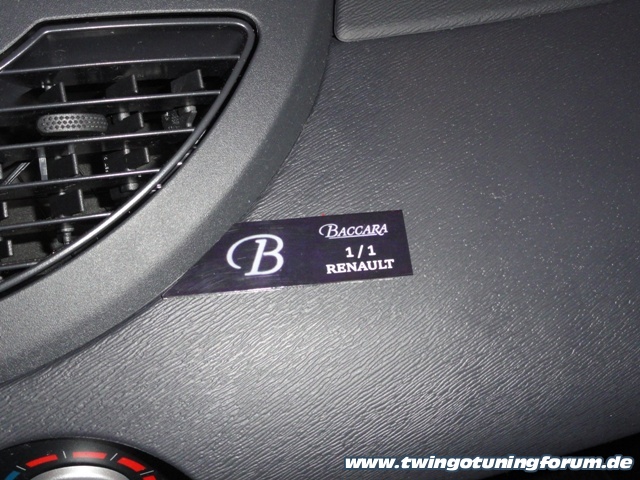 B
BACCARA
1 / 1
RENAULT
www.twingotuningforum.de